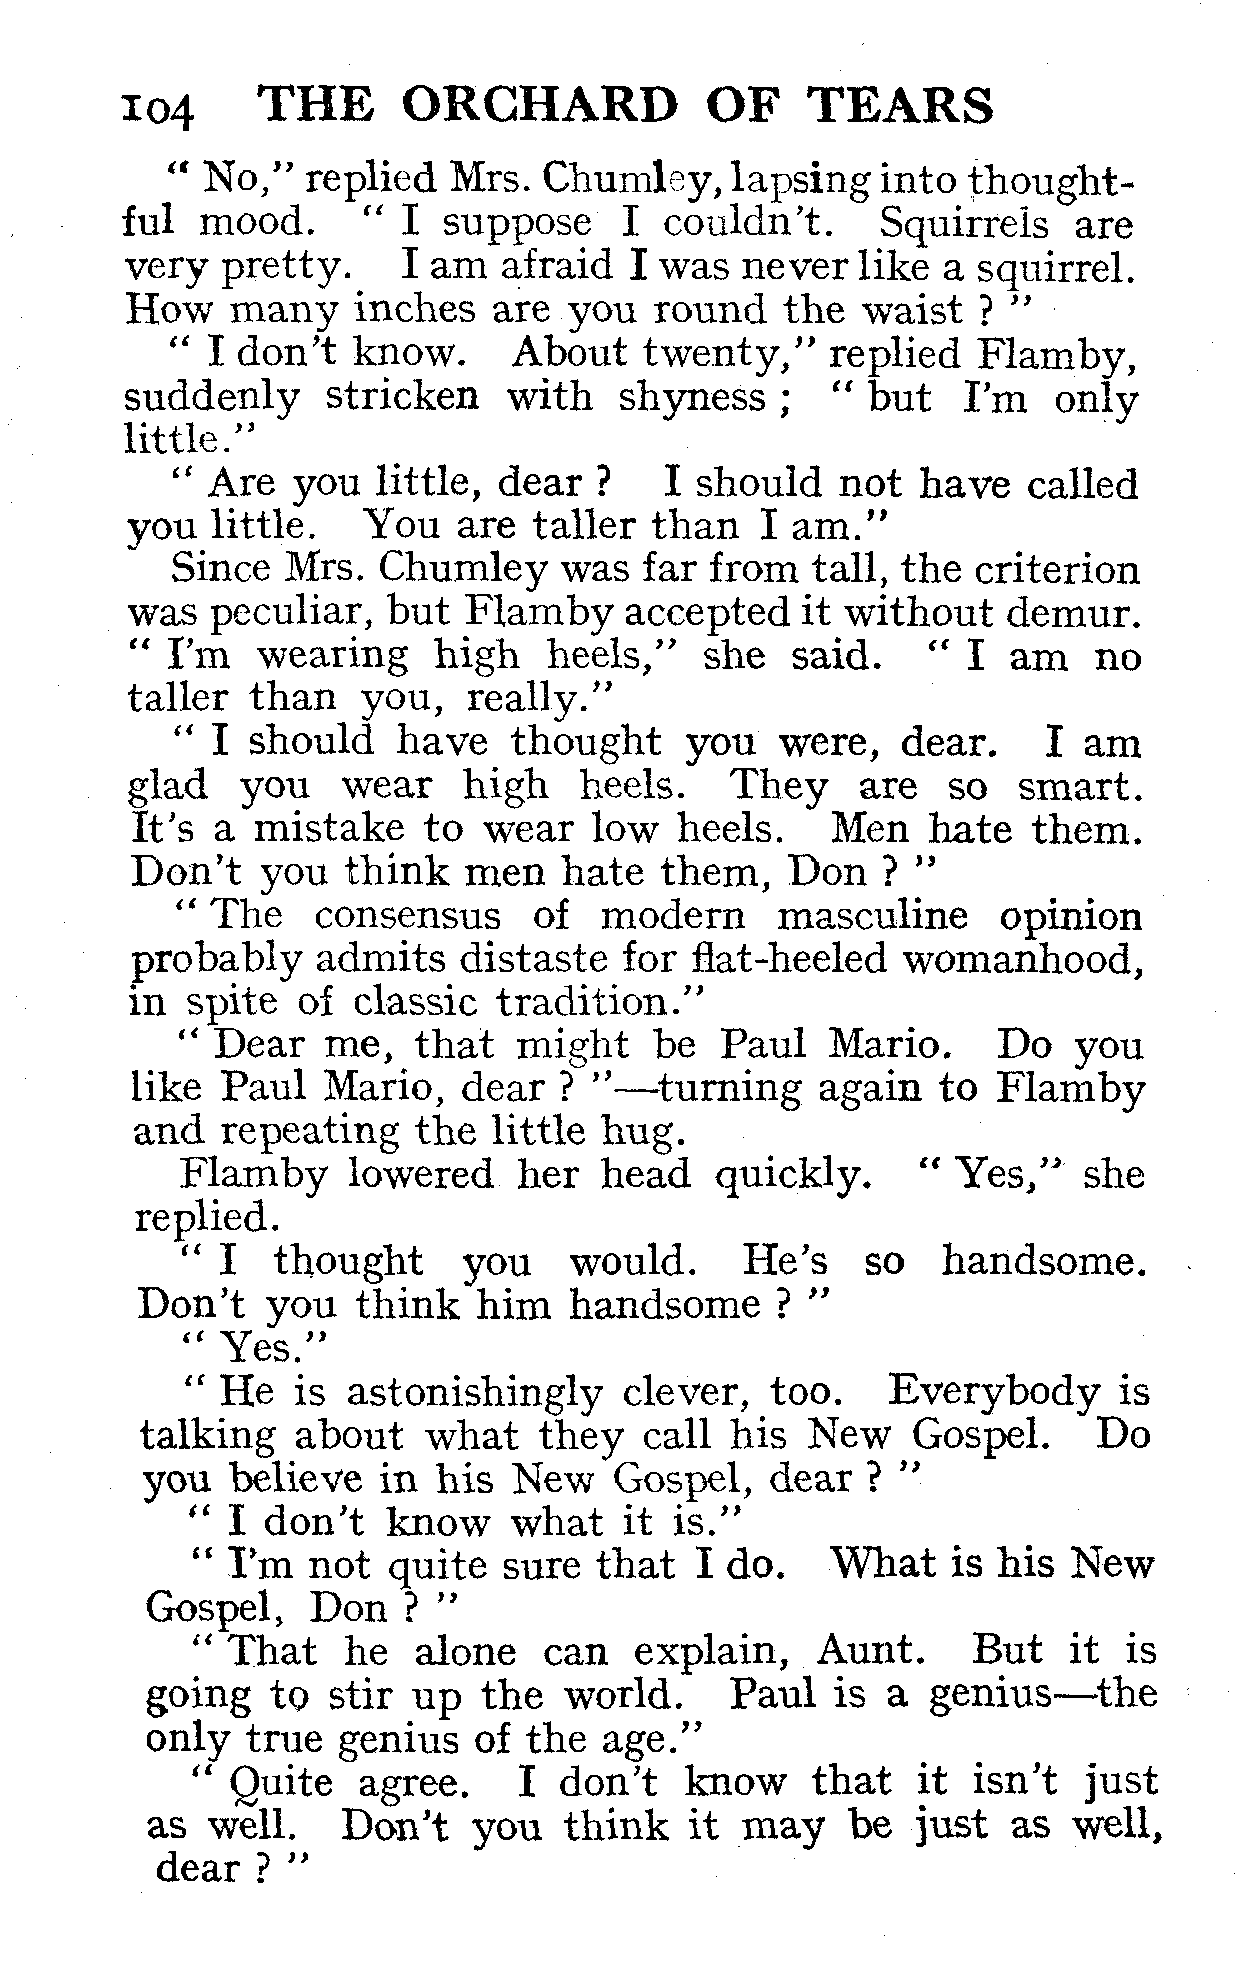 104 THE ORCHARD OF TEARS
" No," replied Mrs. Chumley, lapsing into thought-
ful mood. " I suppose I couldn't. Squirrels are
very pretty. I am afraid I was never like a squirrel.
How many inches are you round the waist ? "
" I don't know. About twenty," replied Flamby,
suddenly stricken with shyness ; " but I'm only
little."
" Are you little, dear ? I should not have called
you little. You are taller than I am."
Since Mrs. Chumley was far from tall, the criterion
was peculiar, but Flamby accepted it without demur.
" I'm wearing high heels," she said. " I am no
taller than you, really."
" I should have thought you were, dear. I am
glad you wear high heels. They are so smart.
It's a mistake to wear low heels. Men hate them.
Don't you think men hate them, Don ? "
" The consensus of modern masculine opinion
probably admits distaste for flat-heeled womanhood,
in spite of classic tradition."
" Dear me, that might be Paul Mario. Do you
like Paul Mario, dear ? "—turning again to Flamby
and repeating the little hug.
Flamby lowered her head quickly. " Yes," she
replied.
" I thought you would. He's so handsome.
Don't you think him handsome ? "
" Yes."
" He is astonishingly clever, too. Everybody is
talking about what they call his New Gospel. Do
you believe in his New Gospel, dear ? "
" I don't know what it is."
" I'm not quite sure that I do. What is his New
Gospel, Don ? "
" That he alone can explain, Aunt. But it is
going to stir up the world. Paul is a genius—the
only true genius of the age."
" Quite agree. I don't know that it isn't just
as well. Don't you think it may be just as well,
dear ? "